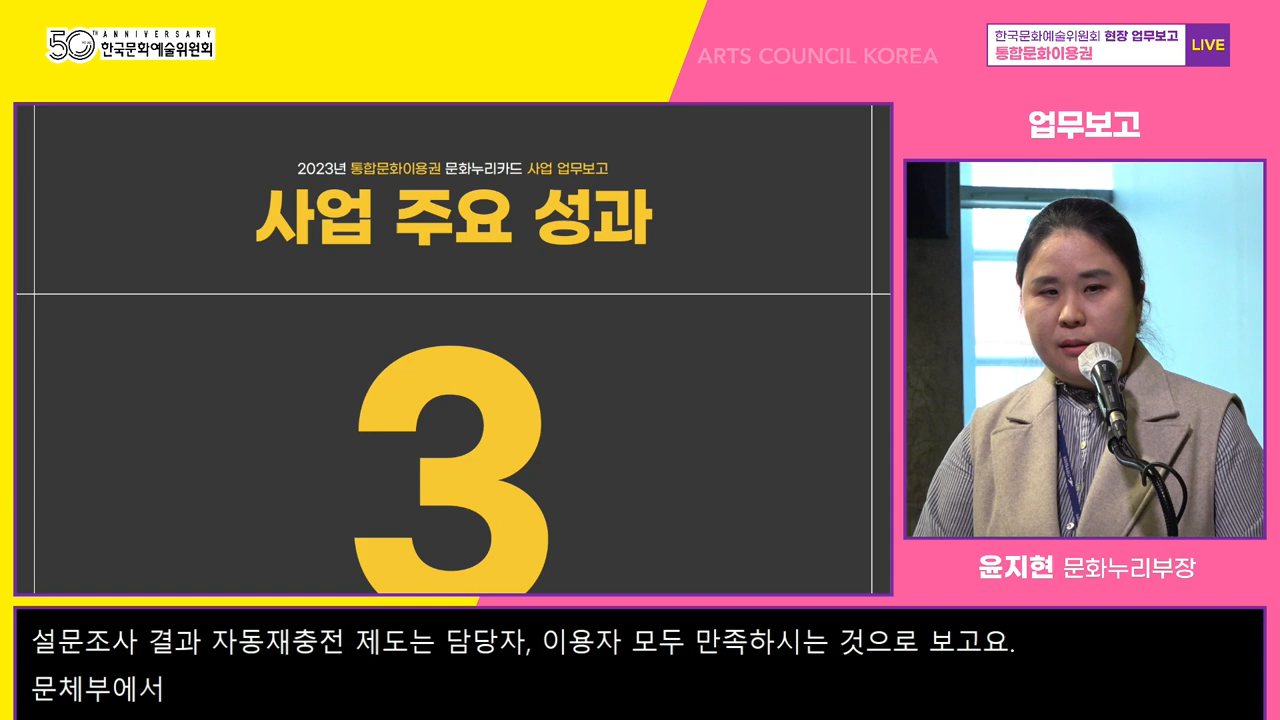 50TH ANNIVERSARY
한국문화예술위원회
ARTS COUNCIL KOREA
한국문화예술위원회 현장 업무보고
통합문화이용권
LIVE
업무보고
2023년 통합문화이용권 문화누리카드 사업 업무보고
사업 주요 성과
3
윤지현 문화누리부장
설문조사 결과 자동재충전 제도는 담당자, 이용자 모두 만족하시는 것으로 보고요.
문체부에서